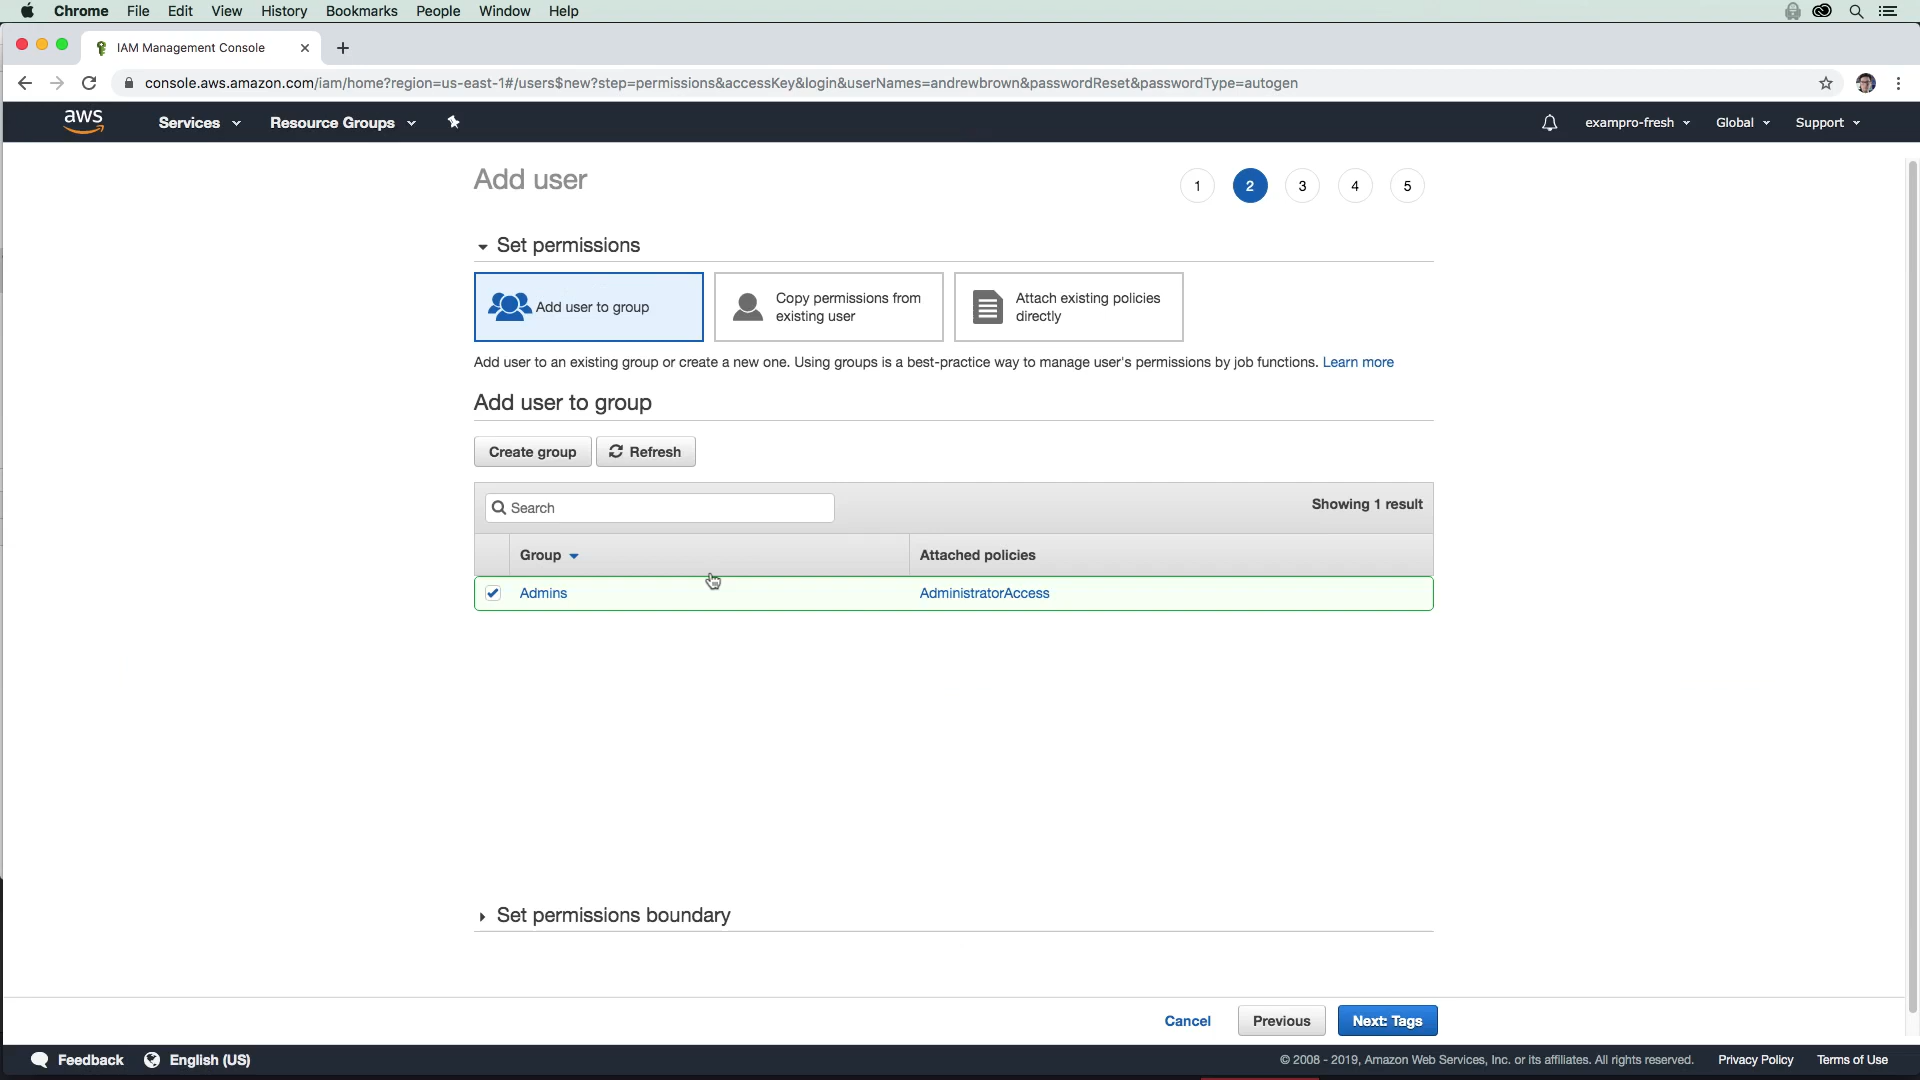 Chrome File Edit View History Bookmarks People Window Help
IAM Management Console
console.aws.amazon.com/iam/home?region=us-east-1#/users$new?step=permissions&accessKey&login&userNames=andrewbrown&passwordReset&passwordType=autogen
aws Services Resource Groups exampro-fresh Global Support
Add user
1 2 3 4 5
Set permissions
Add user to group
Copy permissions from
existing user
Attach existing policies
directly
Add user to an existing group or create a new one. Using groups is a best-practice way to manage user's permissions by job functions. Learn more
Add user to group
Create group Refresh
Search Showing 1 result
Group Attached policies
Admins AdministratorAccess
Set permissions boundary
Cancel Previous Next: Tags
Feedback English (US) © 2008 - 2019, Amazon Web Services, Inc. or its affiliates. All rights reserved. Privacy Policy Terms of Use